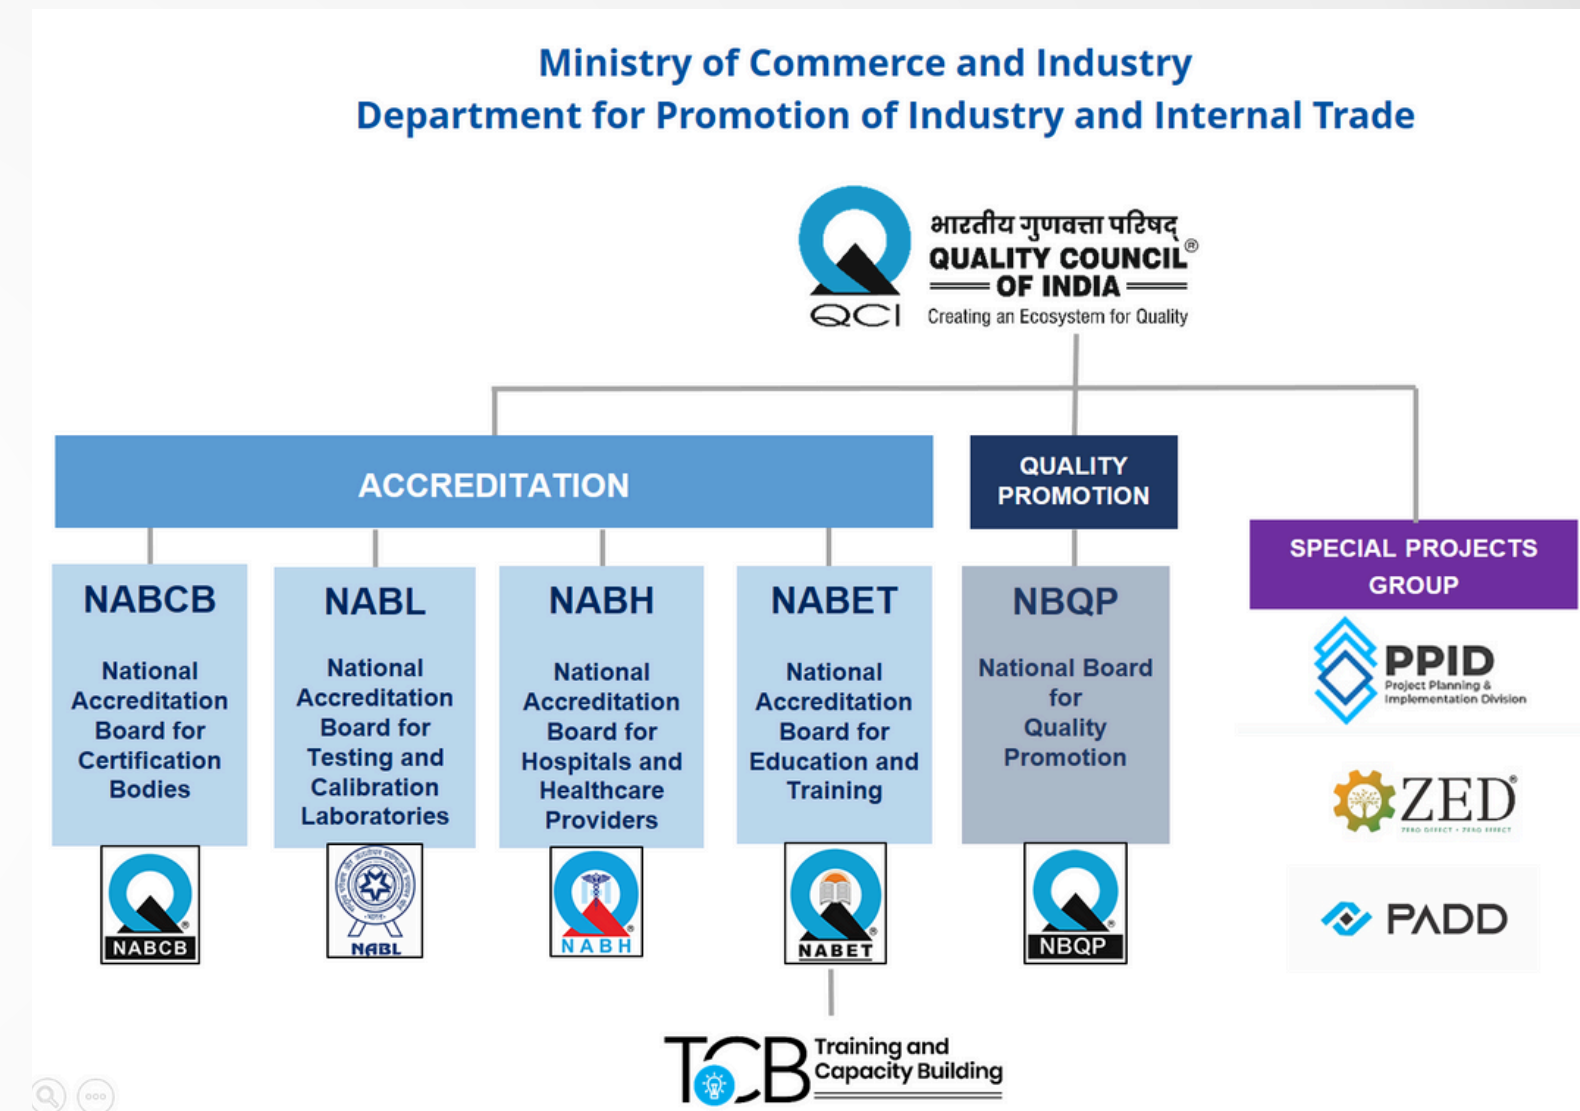 Ministry of Commerce and Industry
Department for Promotion of Industry and Internal Trade
भारतीय गुणवत्ता परिषद्
QUALITY COUNCIL®
OF INDIA
QCI
Creating an Ecosystem for Quality
ACCREDITATION
QUALITY
PROMOTION
SPECIAL PROJECTS
GROUP
NABCB
National
Accreditation
Board for
Certification
Bodies
NABCB
®
NABL
National
Accreditation
Board for
Testing and
Calibration
Laboratories
NABL
NABH
National
Accreditation
Board for
Hospitals and
Healthcare
Providers
®
NABH
NABET
National
Accreditation
Board for
Education and
Training
®
NABET
NBQP
National Board
for
Quality
Promotion
®
NBQP
PPID
Project Planning &
Implementation Division
ZED®
ZERO DEFECT • ZERO EFFECT
PADD
TCB
Training and
Capacity Building